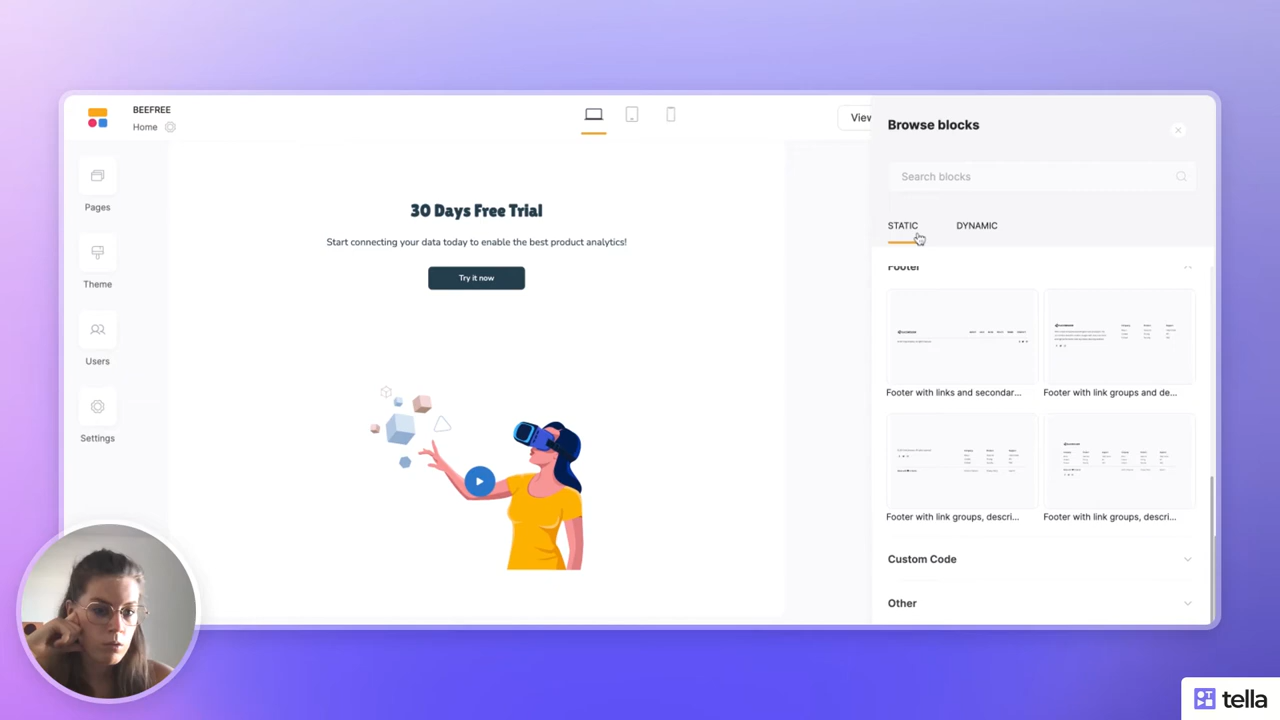 BEEFREE
Home
View
Pages
Theme
Users
Settings
30 Days Free Trial
Start connecting your data today to enable the best product analytics!
Try it now
Browse blocks
Search blocks
STATIC
DYNAMIC
Footer
Footer with links and secondar...
Footer with link groups and de...
Footer with link groups, descri...
Footer with link groups, descri...
Custom Code
Other
tella